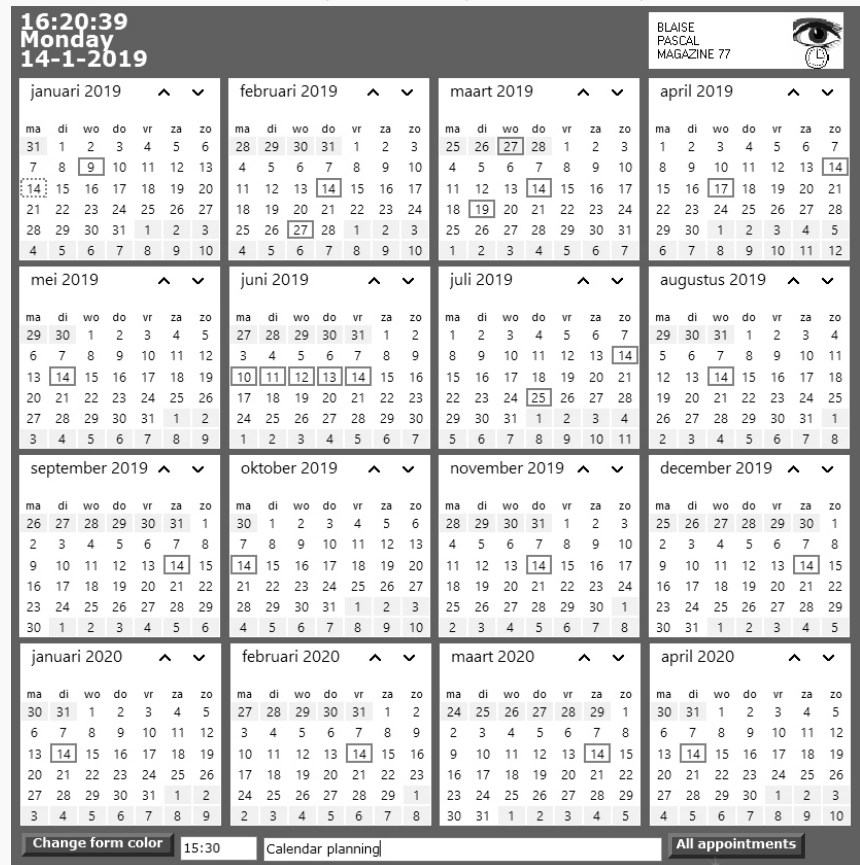 16:20:39
Monday
14-1-2019
BLAISE
PASCAL
MAGAZINE 77
januari 2019
ma di wo do vr za zo
31 1 2 3 4 5 6
7 8 9 10 11 12 13
14 15 16 17 18 19 20
21 22 23 24 25 26 27
28 29 30 31 1 2 3
4 5 6 7 8 9 10
februari 2019
ma di wo do vr za zo
28 29 30 31 1 2 3
4 5 6 7 8 9 10
11 12 13 14 15 16 17
18 19 20 21 22 23 24
25 26 27 28 1 2 3
4 5 6 7 8 9 10
maart 2019
ma di wo do vr za zo
25 26 27 28 1 2 3
4 5 6 7 8 9 10
11 12 13 14 15 16 17
18 19 20 21 22 23 24
25 26 27 28 29 30 31
1 2 3 4 5 6 7
april 2019
ma di wo do vr za zo
1 2 3 4 5 6 7
8 9 10 11 12 13 14
15 16 17 18 19 20 21
22 23 24 25 26 27 28
29 30 1 2 3 4 5
6 7 8 9 10 11 12
mei 2019
ma di wo do vr za zo
29 30 1 2 3 4 5
6 7 8 9 10 11 12
13 14 15 16 17 18 19
20 21 22 23 24 25 26
27 28 29 30 31 1 2
3 4 5 6 7 8 9
juni 2019
ma di wo do vr za zo
27 28 29 30 31 1 2
3 4 5 6 7 8 9
10 11 12 13 14 15 16
17 18 19 20 21 22 23
24 25 26 27 28 29 30
1 2 3 4 5 6 7
juli 2019
ma di wo do vr za zo
1 2 3 4 5 6 7
8 9 10 11 12 13 14
15 16 17 18 19 20 21
22 23 24 25 26 27 28
29 30 31 1 2 3 4
5 6 7 8 9 10 11
augustus 2019
ma di wo do vr za zo
29 30 31 1 2 3 4
5 6 7 8 9 10 11
12 13 14 15 16 17 18
19 20 21 22 23 24 25
26 27 28 29 30 31 1
2 3 4 5 6 7 8
september 2019
ma di wo do vr za zo
26 27 28 29 30 31 1
2 3 4 5 6 7 8
9 10 11 12 13 14 15
16 17 18 19 20 21 22
23 24 25 26 27 28 29
30 1 2 3 4 5 6
oktober 2019
ma di wo do vr za zo
30 1 2 3 4 5 6
7 8 9 10 11 12 13
14 15 16 17 18 19 20
21 22 23 24 25 26 27
28 29 30 31 1 2 3
4 5 6 7 8 9 10
november 2019
ma di wo do vr za zo
28 29 30 31 1 2 3
4 5 6 7 8 9 10
11 12 13 14 15 16 17
18 19 20 21 22 23 24
25 26 27 28 29 30 1
2 3 4 5 6 7 8
december 2019
ma di wo do vr za zo
25 26 27 28 29 30 1
2 3 4 5 6 7 8
9 10 11 12 13 14 15
16 17 18 19 20 21 22
23 24 25 26 27 28 29
30 31 1 2 3 4 5
januari 2020
ma di wo do vr za zo
30 31 1 2 3 4 5
6 7 8 9 10 11 12
13 14 15 16 17 18 19
20 21 22 23 24 25 26
27 28 29 30 31 1 2
3 4 5 6 7 8 9
februari 2020
ma di wo do vr za zo
27 28 29 30 31 1 2
3 4 5 6 7 8 9
10 11 12 13 14 15 16
17 18 19 20 21 22 23
24 25 26 27 28 29 1
2 3 4 5 6 7 8
maart 2020
ma di wo do vr za zo
24 25 26 27 28 29 1
2 3 4 5 6 7 8
9 10 11 12 13 14 15
16 17 18 19 20 21 22
23 24 25 26 27 28 29
30 31 1 2 3 4 5
april 2020
ma di wo do vr za zo
30 31 1 2 3 4 5
6 7 8 9 10 11 12
13 14 15 16 17 18 19
20 21 22 23 24 25 26
27 28 29 30 1 2 3
4 5 6 7 8 9 10
Change form color
15:30
Calendar planning
All appointments